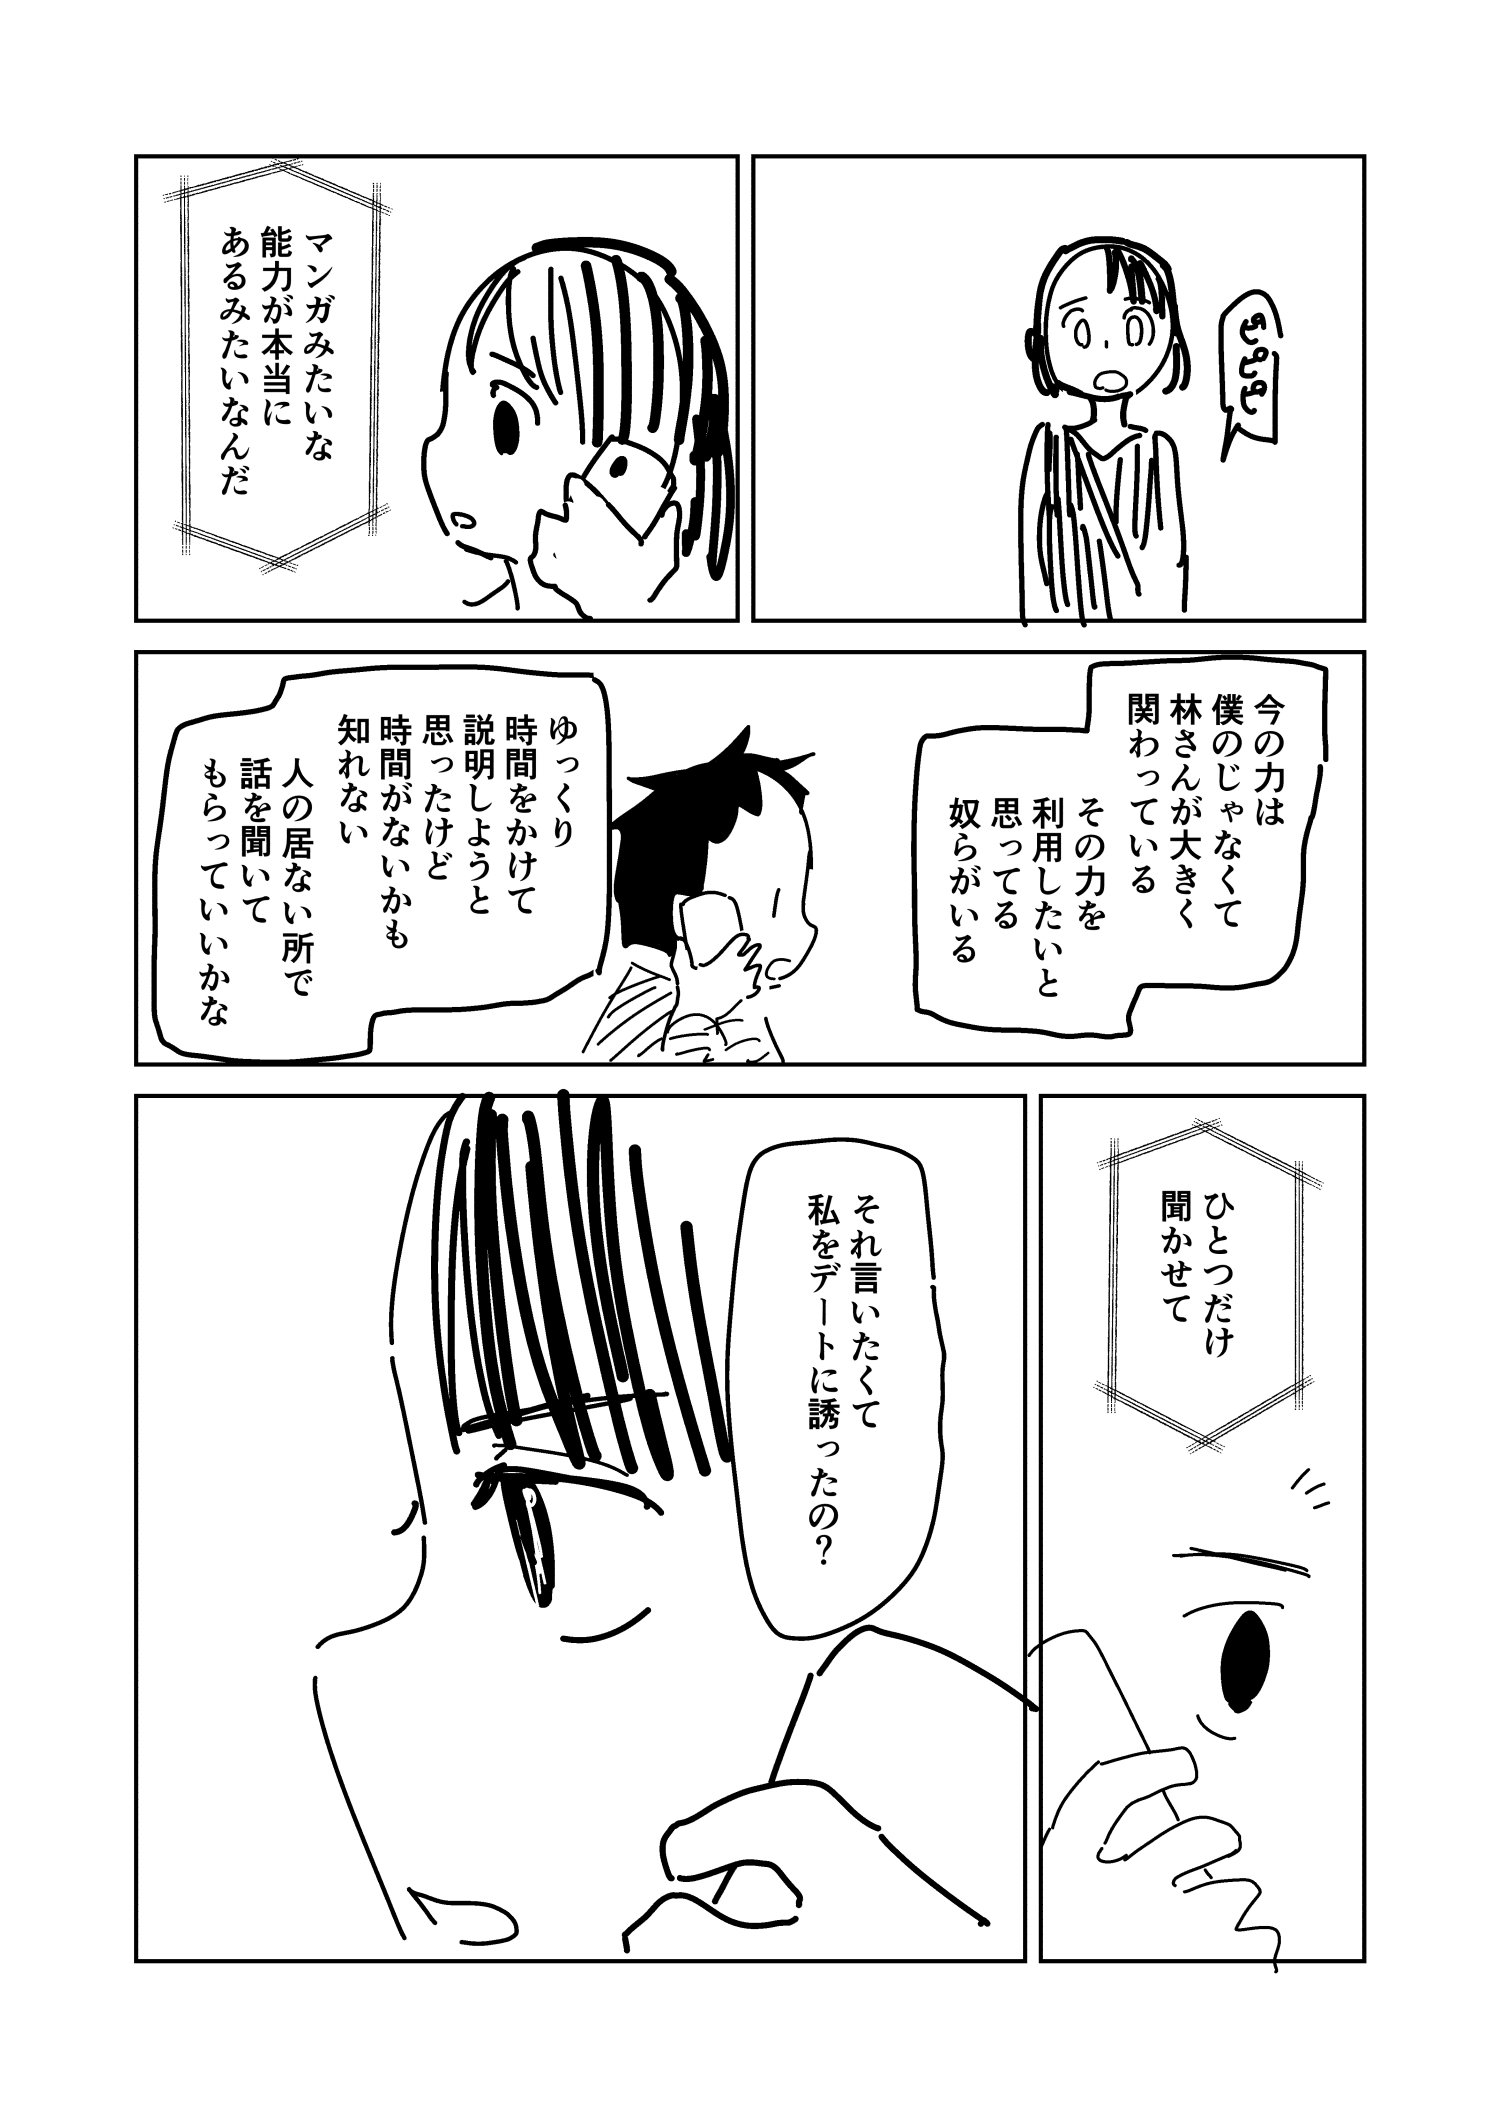 ピピピ
マンガみたいな
能力が本当に
あるみたいなんだ
今の力は
僕のじゃなくて
林さんが大きく
関わっている
その力を
利用したいと
思ってる
奴らがいる
ゆっくり
時間をかけて
説明しようと
思ったけど
時間がないかも
知れない
人の居ない所で
話を聞いて
もらっていいかな
ひとつだけ
聞かせて
それ言いたくて
私をデートに誘ったの？